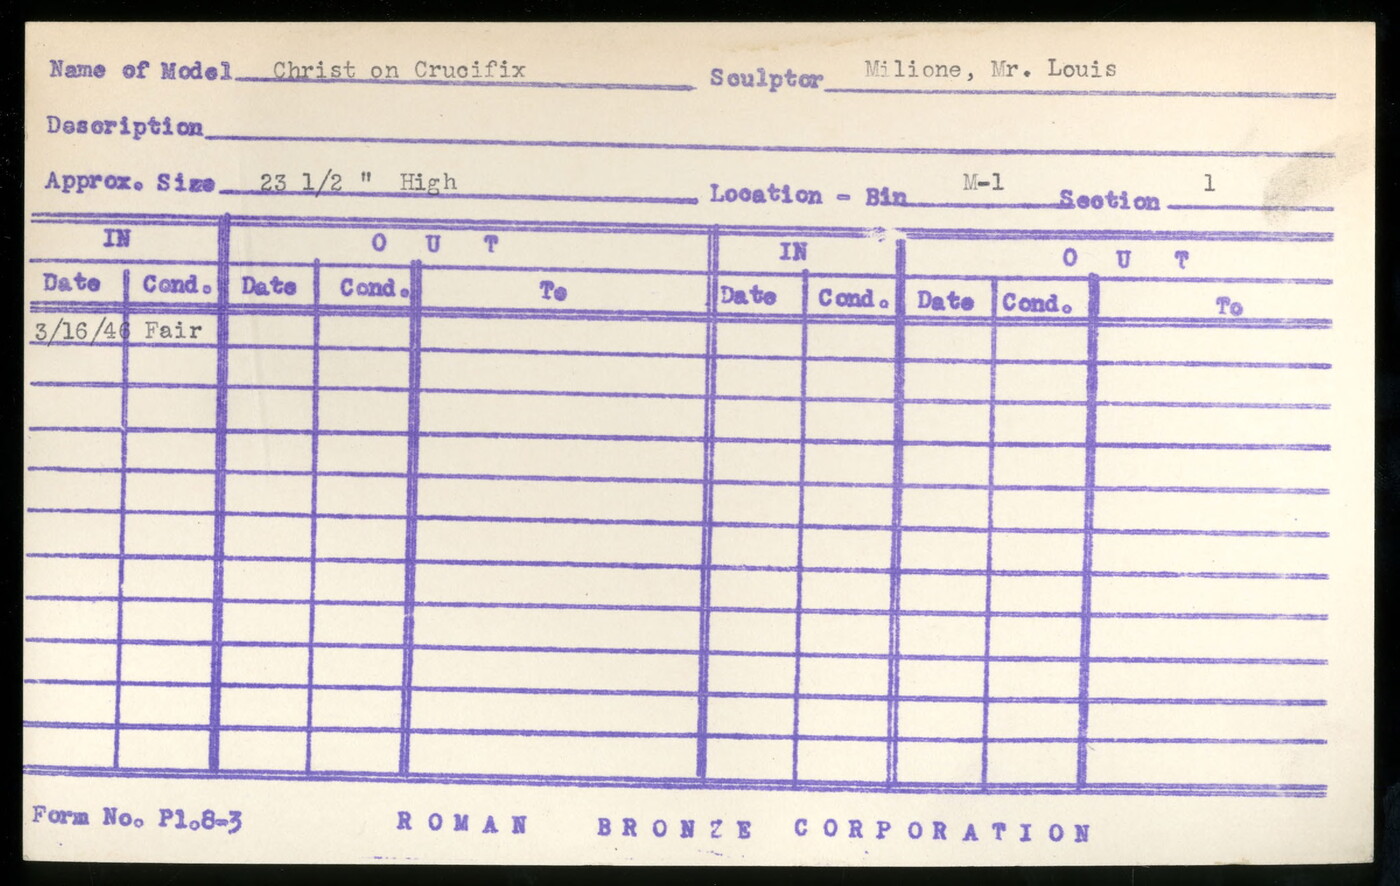 Name of Model Christ on Crucifix Sculptor Milione, Mr. Louis
Description
Approx. Size 23 1/2 " High Location - Bin M-1 Section 1
IN OUT IN OUT
Date Cond. Date Cond. To Date Cond. Date Cond. To
3/16/46 Fair
Form No. P1.8-3 ROMAN BRONZE CORPORATION